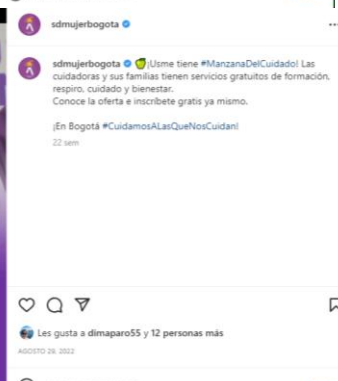 sdmujerbogota
sdmujerbogota ¡Usme tiene #ManzanaDelCuidado! Las
cuidadoras y sus familias tienen servicios gratuitos de formación,
respiro, cuidado y bienestar.
Conoce la oferta e inscríbete gratis ya mismo.
¡En Bogotá #CuidamosALasQueNosCuidan!
22 sem
Les gusta a dimaparo55 y 12 personas más
AGOSTO 29, 2022